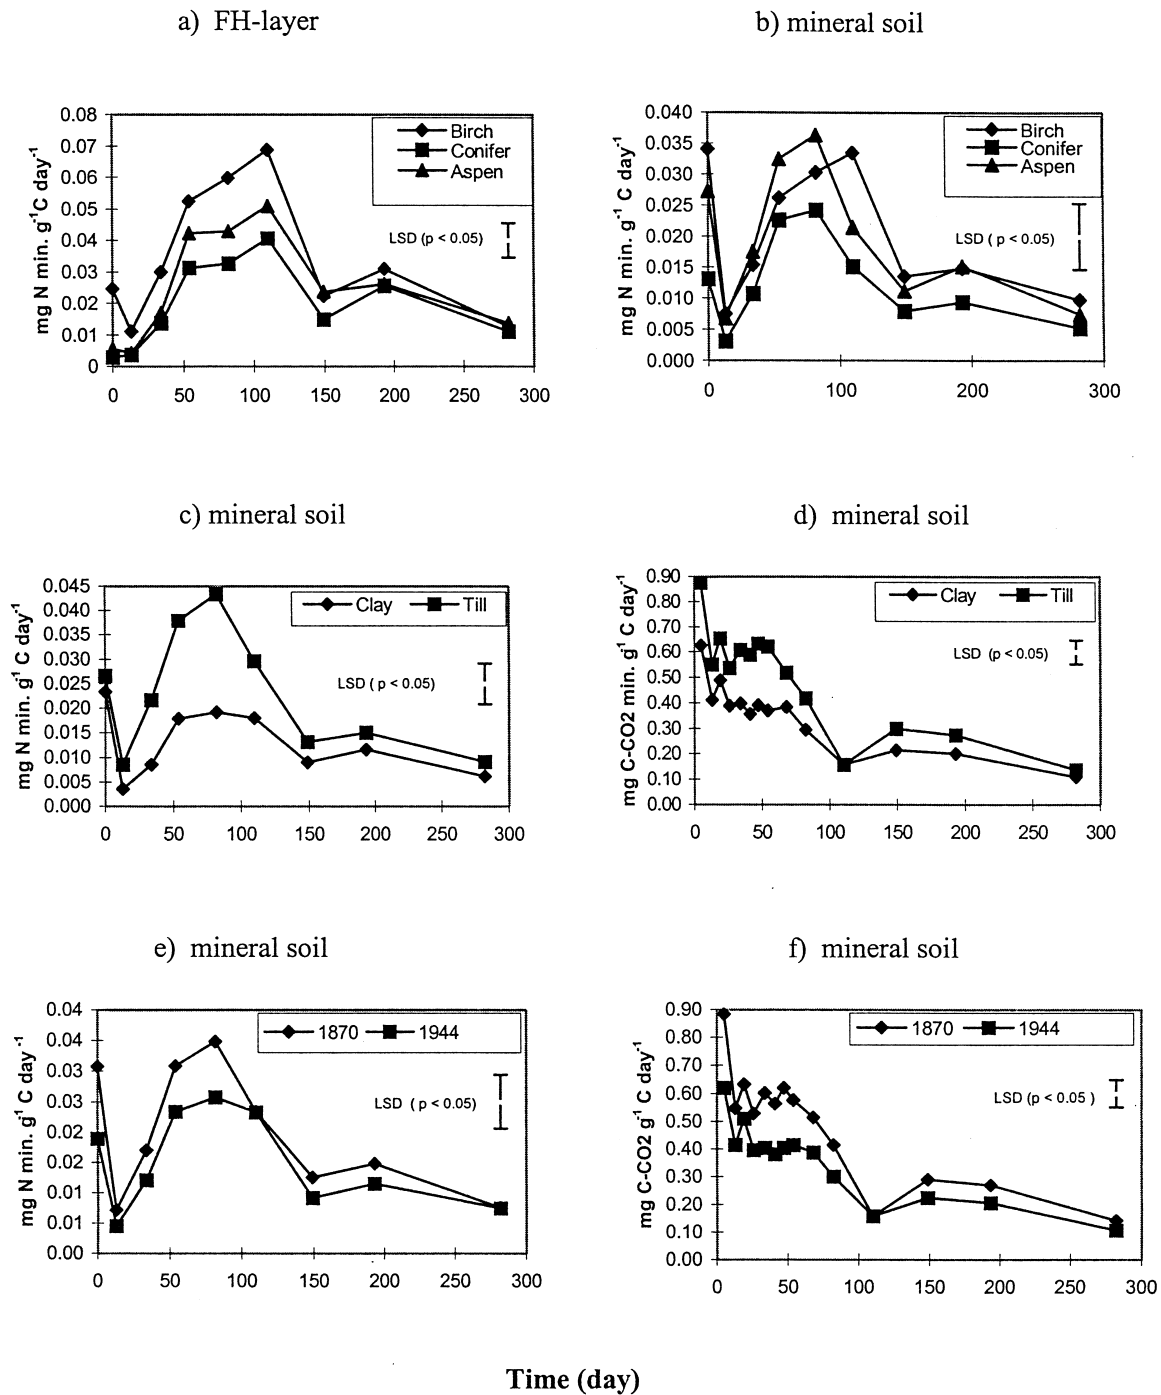 a) FH-layer
b) mineral soil
mg N min. g-1C day-1
0.08
0.07
0.06
0.05
0.04
0.03
0.02
0.01
0
Birch
Conifer
Aspen
LSD (p < 0.05)
0 50 100 150 200 250 300
mg N min. g-1 C day-1
0.040
0.035
0.030
0.025
0.020
0.015
0.010
0.005
0.000
Birch
Conifer
Aspen
LSD ( p < 0.05)
0 100 200 300
c) mineral soil
d) mineral soil
mg N min. g-1 C day-1
0.045
0.040
0.035
0.030
0.025
0.020
0.015
0.010
0.005
0.000
Clay Till
LSD ( p < 0.05)
0 50 100 150 200 250 300
mg C-CO2 min. g-1 C day-1
0.90
0.80
0.70
0.60
0.50
0.40
0.30
0.20
0.10
0.00
Clay Till
LSD (p < 0.05)
0 50 100 150 200 250 300
e) mineral soil
f) mineral soil
mg N min. g-1 C day-1
0.04
0.04
0.03
0.03
0.02
0.02
0.01
0.01
0.00
1870 1944
LSD ( p < 0.05)
0 50 100 150 200 250 300
mg C-CO2 g-1 C day-1
0.90
0.80
0.70
0.60
0.50
0.40
0.30
0.20
0.10
0.00
1870 1944
LSD (p < 0.05 )
0 50 100 150 200 250 300
Time (day)